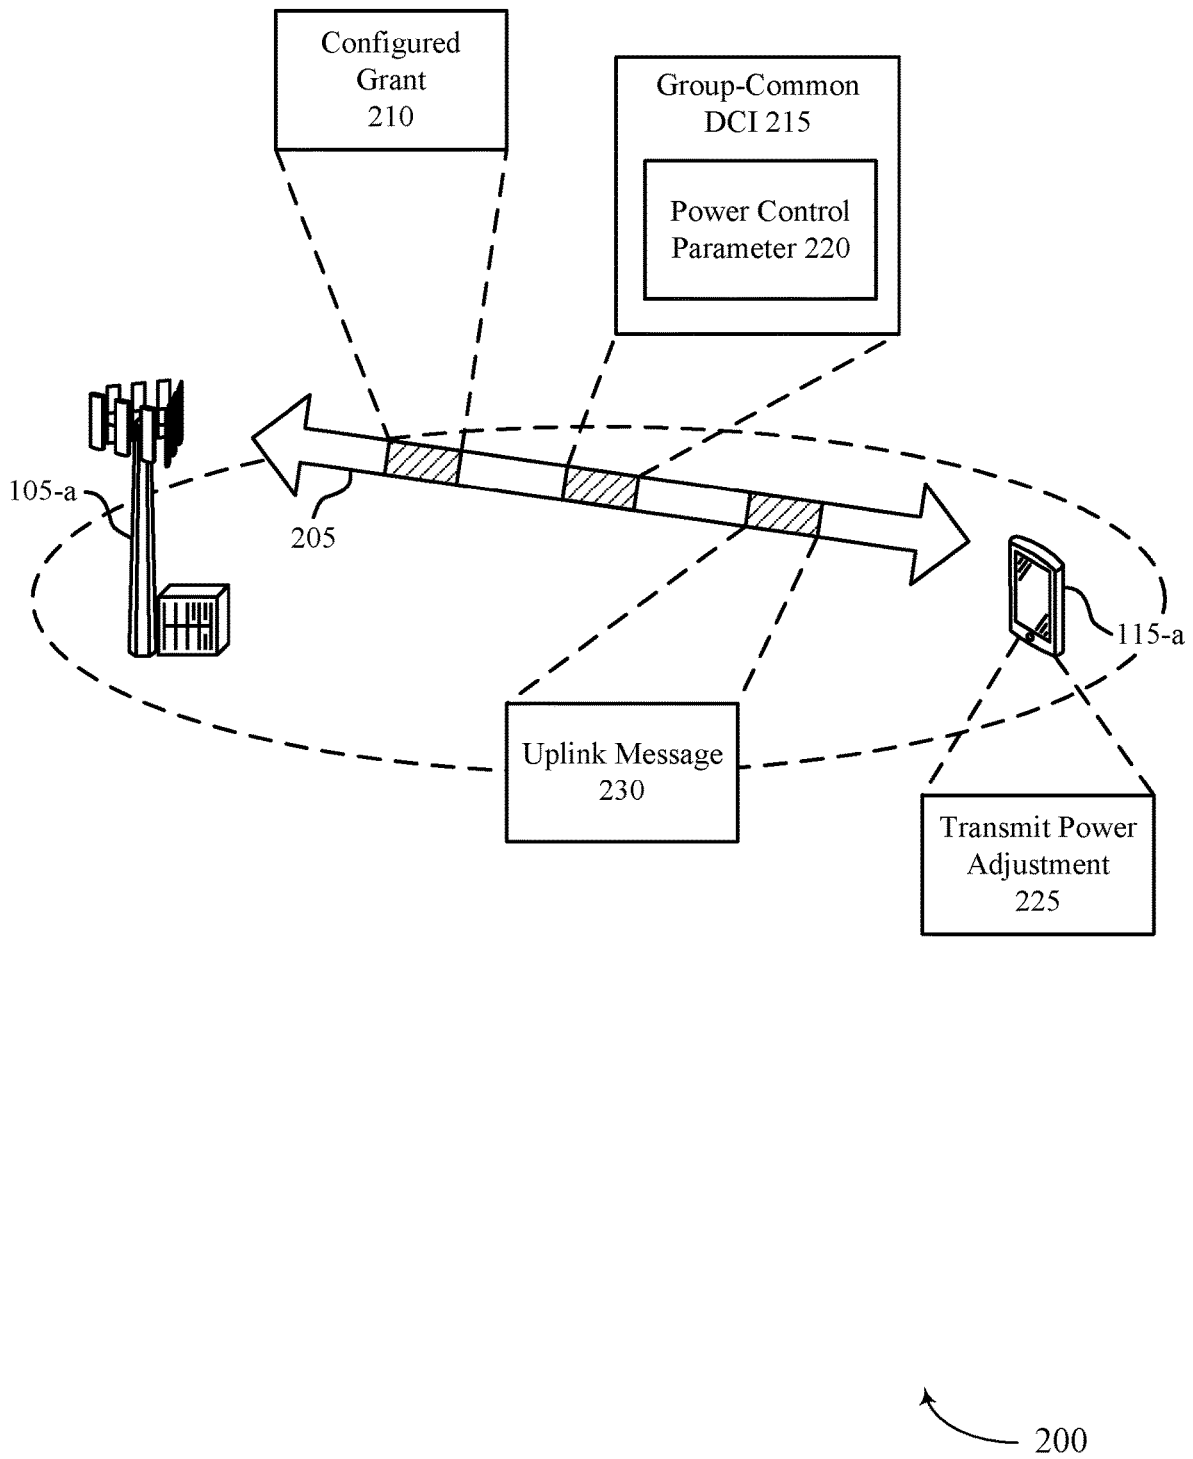 Configured
Grant
210
Group-Common
DCI 215
Power Control
Parameter 220
105-a
205
115-a
Uplink Message
230
Transmit Power
Adjustment
225
200